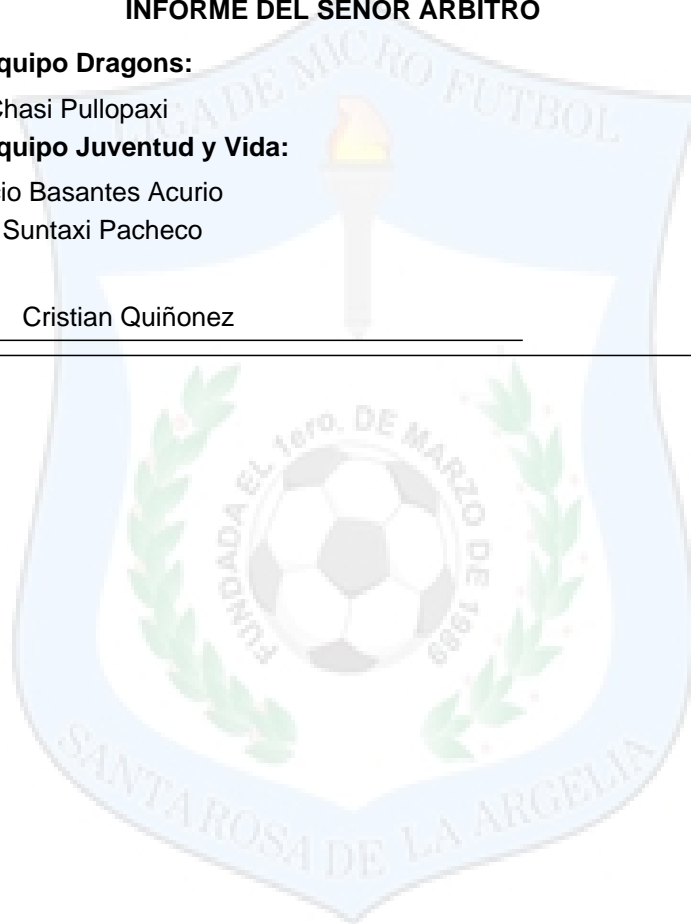 INFORME DEL SEÑOR ARBITRO
quipo Dragons:
Chasi Pullopaxi
quipo Juventud y Vida:
io Basantes Acurio
Suntaxi Pacheco
Cristian Quiñonez
LIGA DE MICRO FUTBOL
FUNDADA EL 1ero. DE MARZO DE 1989
SANTA ROSA DE LA ARGELIA